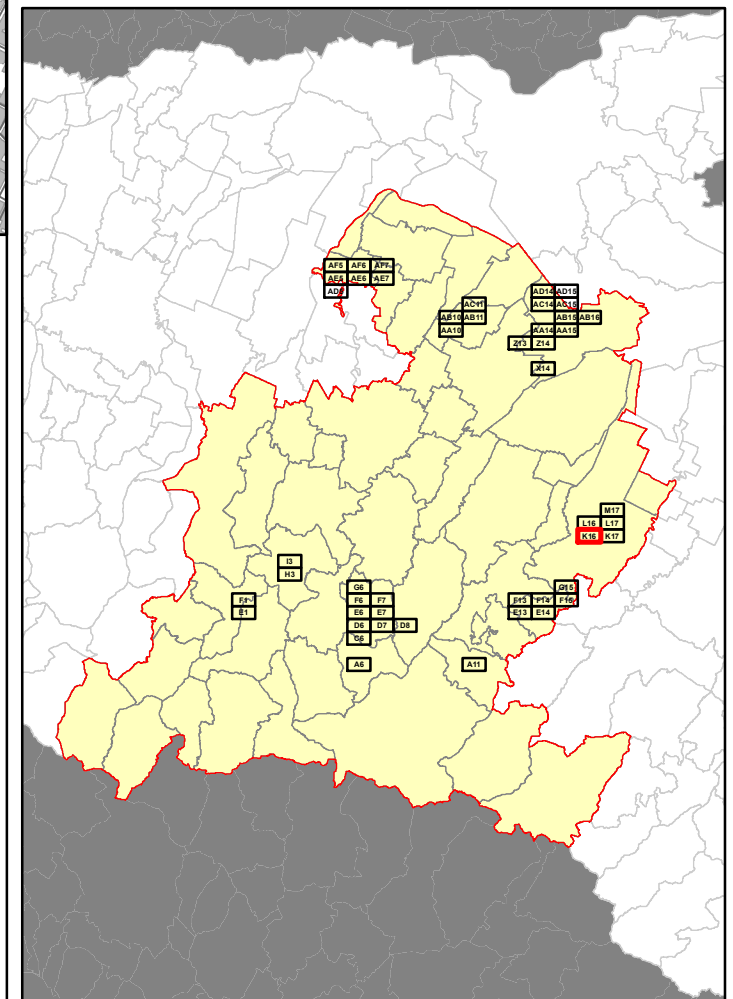 AF5 AF6 AF7
AE5 AE6 AE7
AD5 AD14 AD15
AC11 AC14 AC15
AB10 AB11 AB15 AB16
AA10 AA14 AA15
Z13 Z14
X14
M17
L16 L17
K16 K17
I3
H3
G6 G15
F1 F6 F7 F13 F14 F15
E1 E6 E7 E13 E14
D6 D7 D8
C6
A6 A11